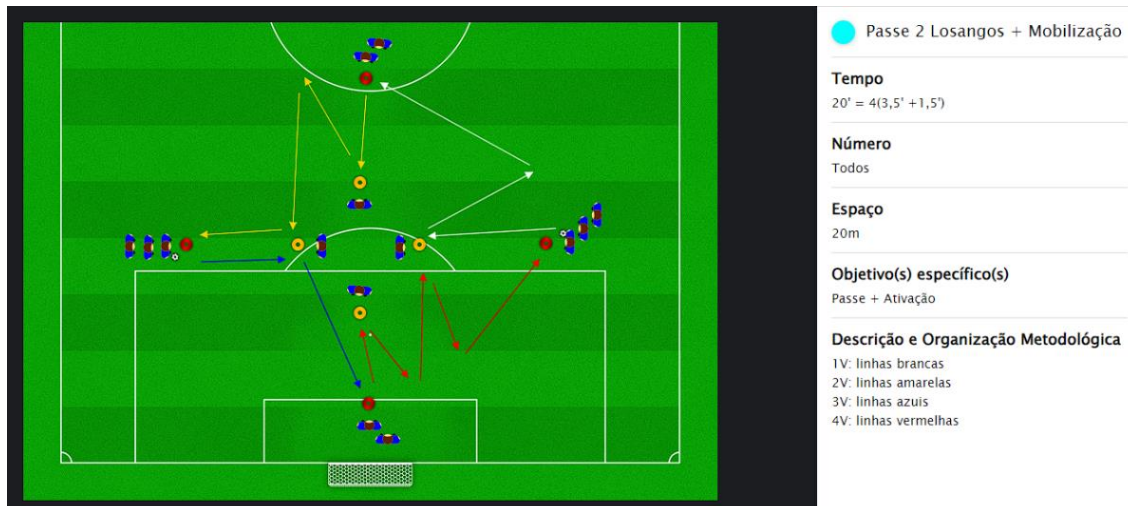 Passe 2 Losangos + Mobilização
Tempo
20' = 4(3,5' +1,5')
Número
Todos
Espaço
20m
Objetivo(s) específico(s)
Passe + Ativação
Descrição e Organização Metodológica
1V: linhas brancas
2V: linhas amarelas
3V: linhas azuis
4V: linhas vermelhas